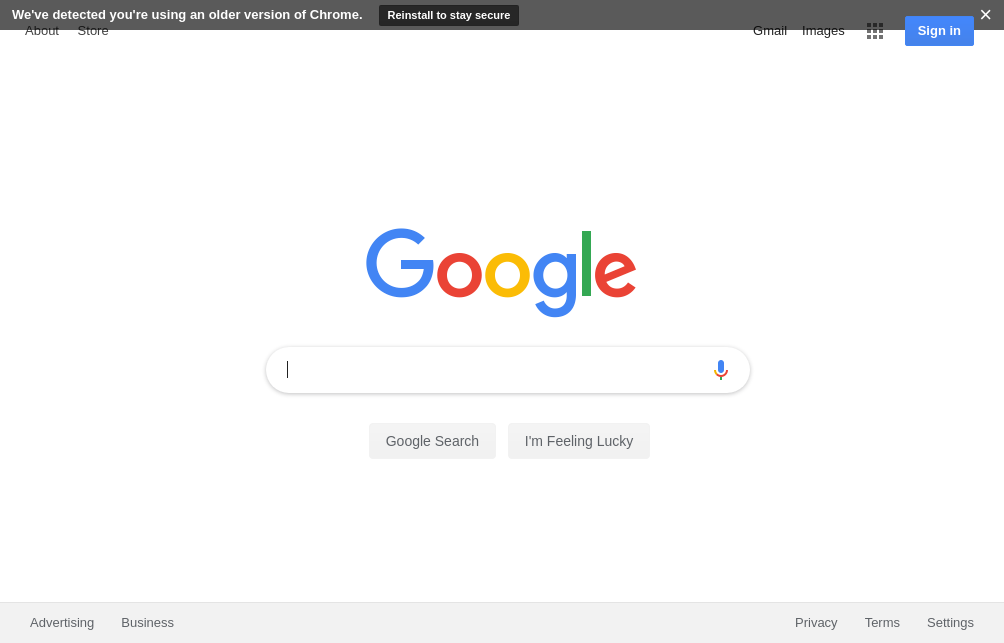 We've detected you're using an older version of Chrome. Reinstall to stay secure ×
About Store Gmail Images Sign in
Google
Google Search I'm Feeling Lucky
Advertising Business Privacy Terms Settings